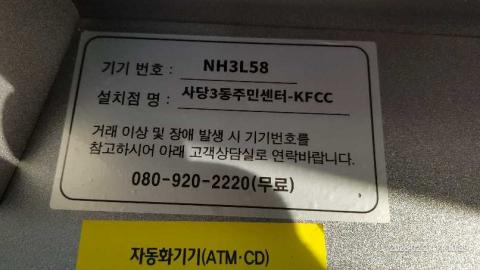 기기 번호 : NH3L58
설치점 명 : 사당3동주민센터-KFCC
거래 이상 및 장애 발생 시 기기번호를
참고하시어 아래 고객상담실로 연락바랍니다.
080-920-2220(무료)
자동화기기(ATM·CD)